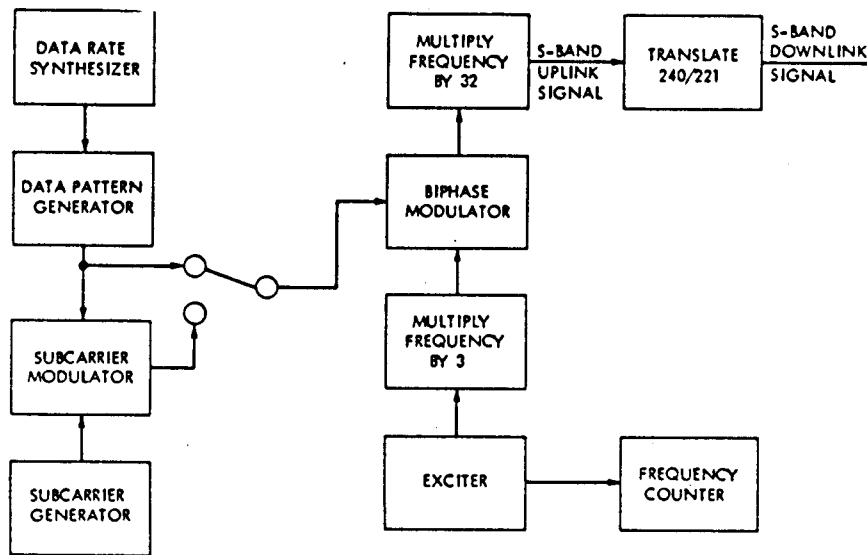 DATA RATE
SYNTHESIZER
MULTIPLY
FREQUENCY
BY 32
S-BAND
UPLINK
SIGNAL
TRANSLATE
240/221
S-BAND
DOWNLINK
SIGNAL
DATA PATTERN
GENERATOR
BIPHASE
MODULATOR
SUBCARRIER
MODULATOR
MULTIPLY
FREQUENCY
BY 3
SUBCARRIER
GENERATOR
EXCITER
FREQUENCY
COUNTER